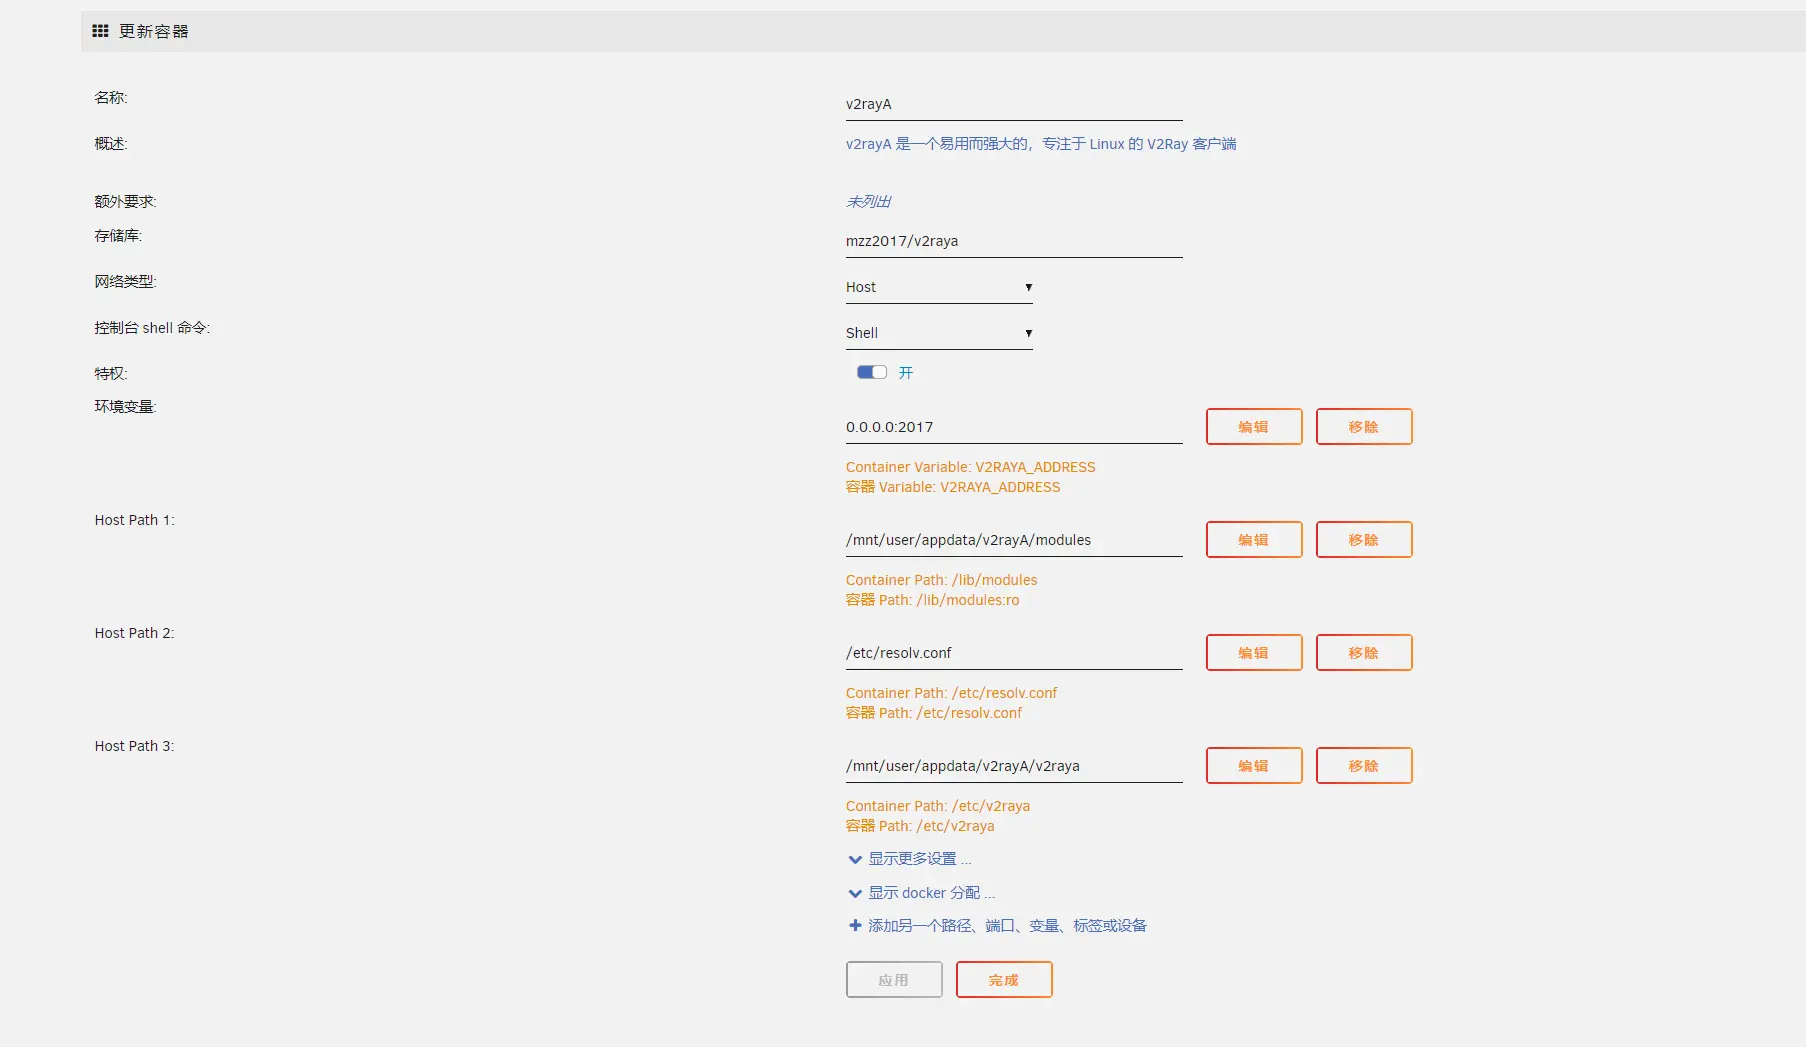 更新容器
名称:
v2rayA
概述:
v2rayA 是一个易用而强大的，专注于 Linux 的 V2Ray 客户端
额外要求:
未列出
存储库:
mzz2017/v2raya
网络类型:
Host
控制台 shell 命令:
Shell
特权:
开
环境变量:
0.0.0.0:2017 编辑 移除
Container Variable: V2RAYA_ADDRESS
容器 Variable: V2RAYA_ADDRESS
Host Path 1:
/mnt/user/appdata/v2rayA/modules 编辑 移除
Container Path: /lib/modules
容器 Path: /lib/modules:ro
Host Path 2:
/etc/resolv.conf 编辑 移除
Container Path: /etc/resolv.conf
容器 Path: /etc/resolv.conf
Host Path 3:
/mnt/user/appdata/v2rayA/v2raya 编辑 移除
Container Path: /etc/v2raya
容器 Path: /etc/v2raya
显示更多设置 ...
显示 docker 分配 ...
添加另一个路径、端口、变量、标签或设备
应用 完成